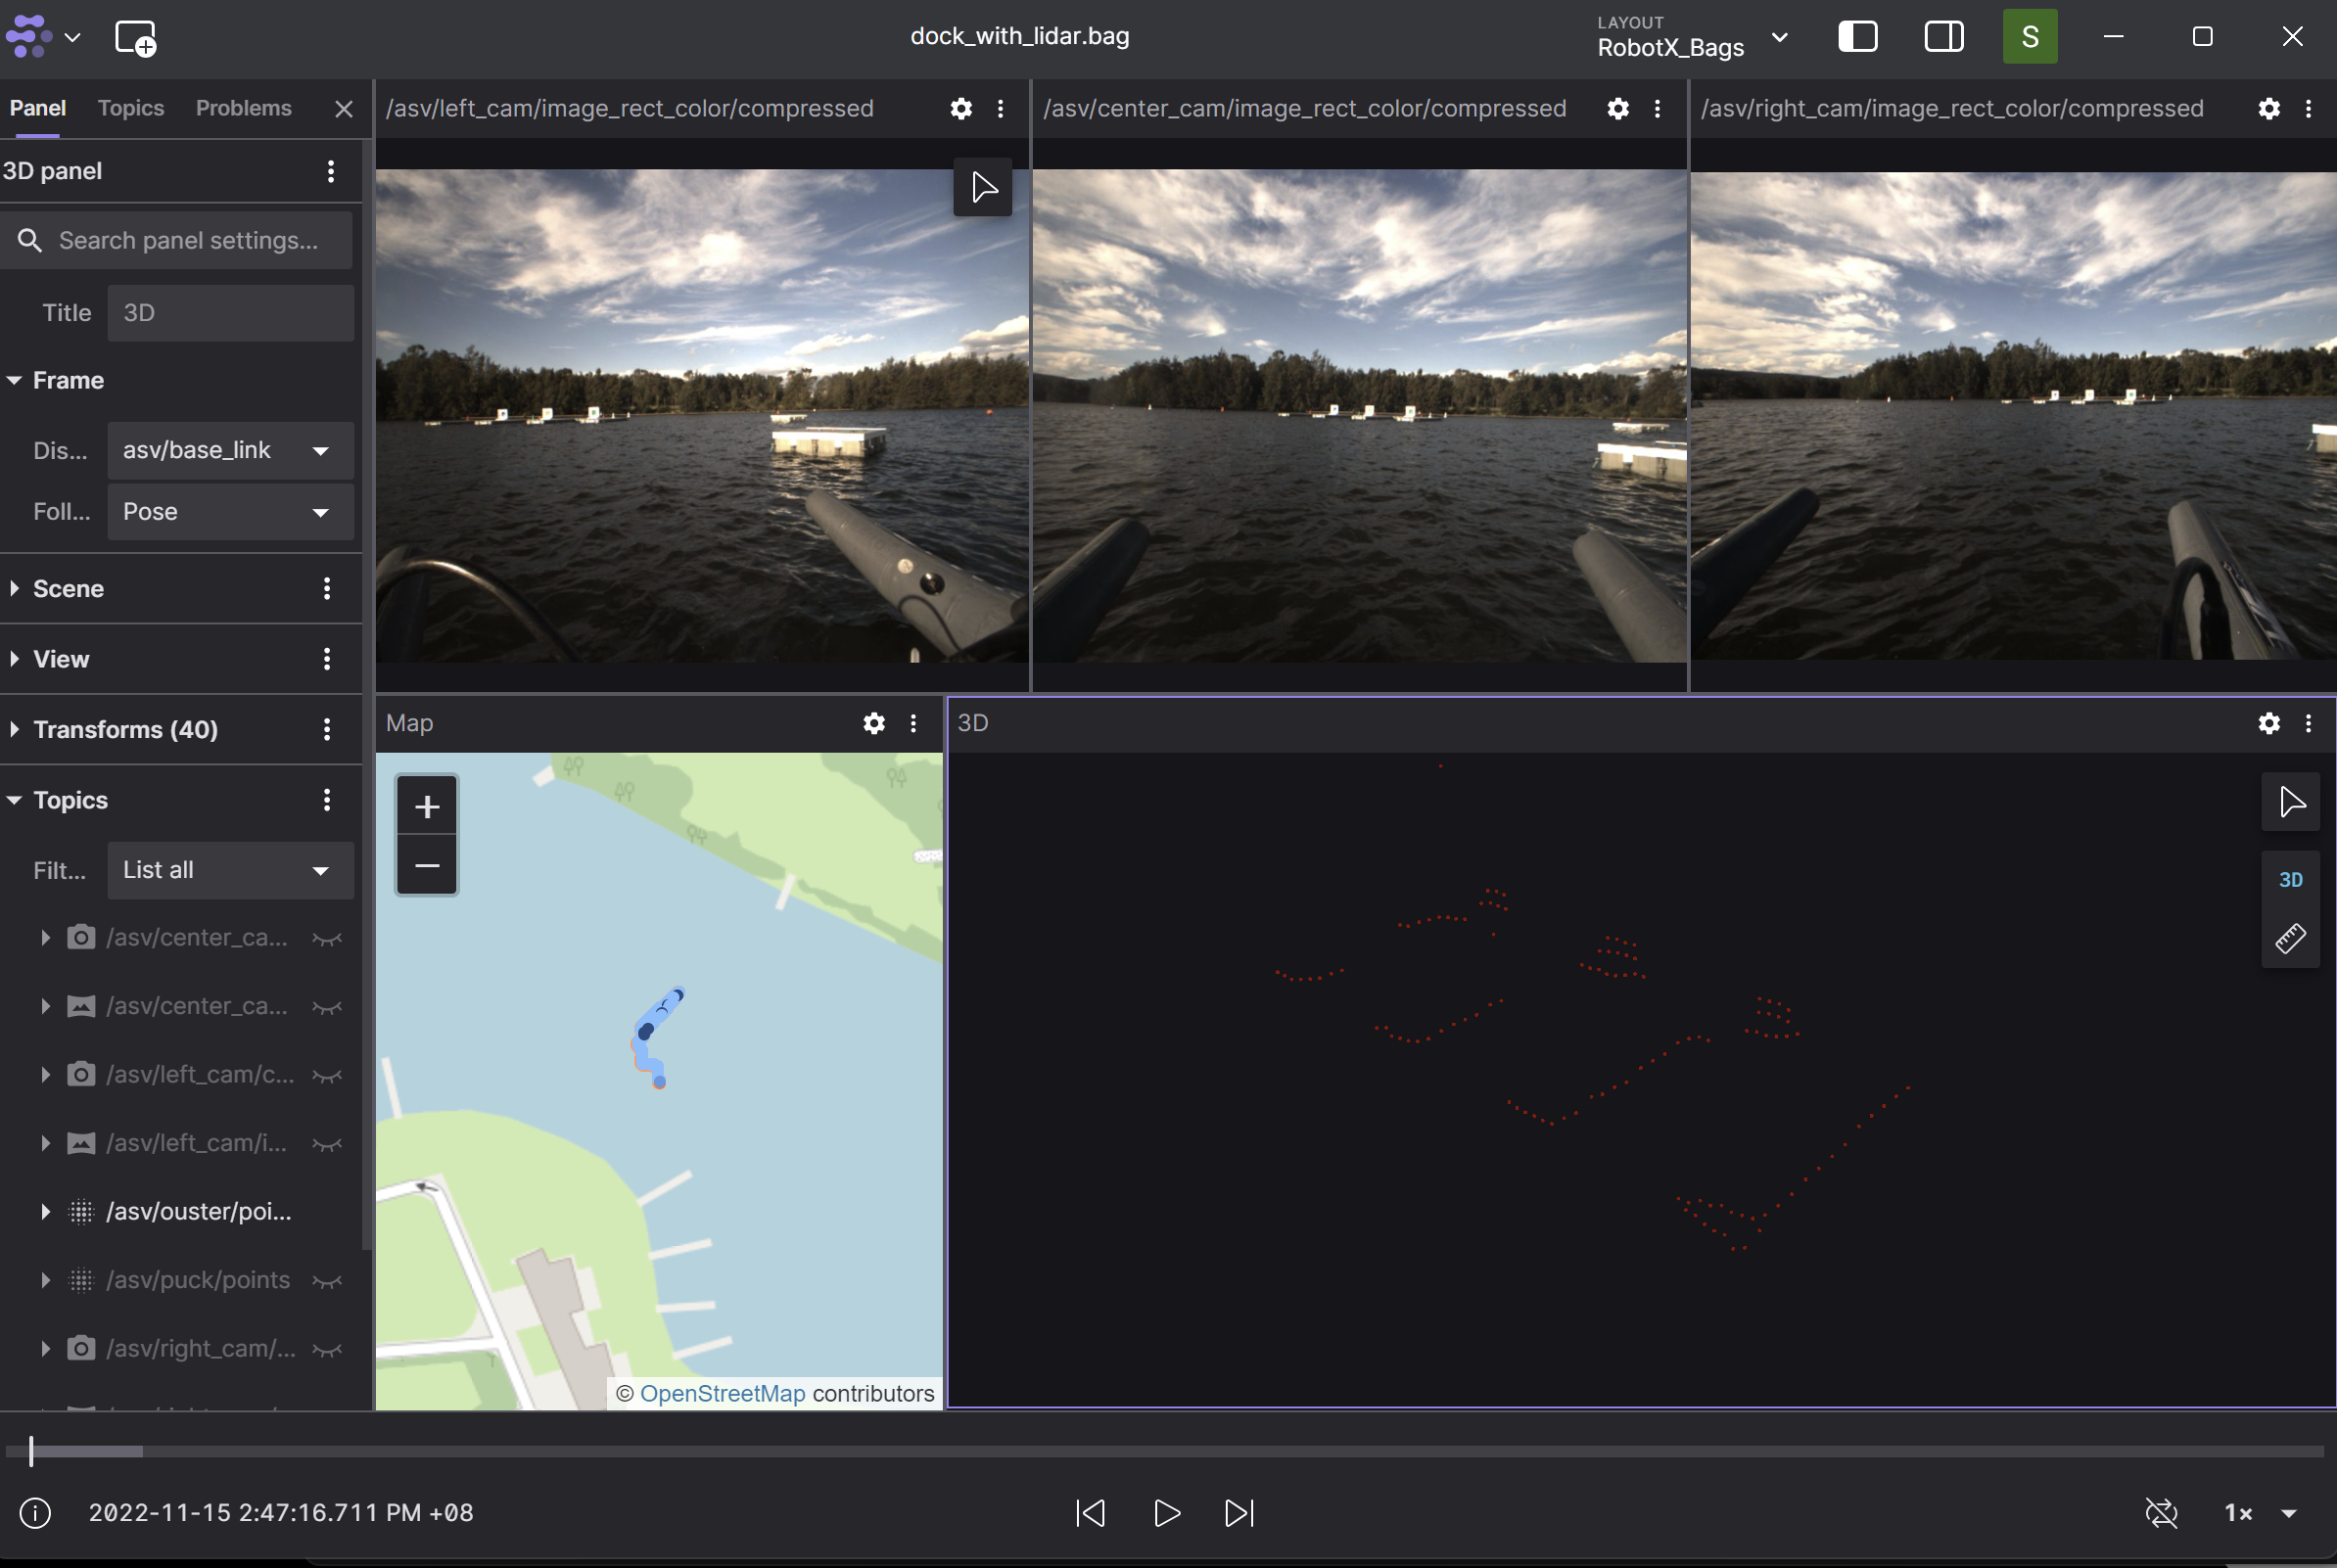 dock_with_lidar.bag
LAYOUT
RobotX_Bags
S
Panel Topics Problems
/asv/left_cam/image_rect_color/compressed
/asv/center_cam/image_rect_color/compressed
/asv/right_cam/image_rect_color/compressed
3D panel
Search panel settings...
Title 3D
Frame
Dis... asv/base_link
Foll... Pose
Scene
View
Transforms (40)
Topics
Filt... List all
/asv/center_ca...
/asv/center_ca...
/asv/left_cam/c...
/asv/left_cam/i...
/asv/ouster/poi...
/asv/puck/points
/asv/right_cam/...
Map
+
−
© OpenStreetMap contributors
3D
3D
2022-11-15 2:47:16.711 PM +08
1×